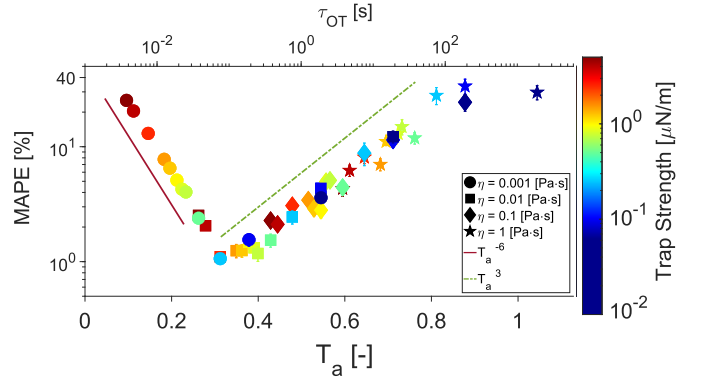 τ_OT [s]
10^-2 10^0 10^2
MAPE [%]
40
10^1
10^0
0 0.2 0.4 0.6 0.8 1
T_a [-]
η = 0.001 [Pa·s]
η = 0.01 [Pa·s]
η = 0.1 [Pa·s]
η = 1 [Pa·s]
T_a^-6
T_a^3
10^0
10^-1
10^-2
Trap Strength [μN/m]